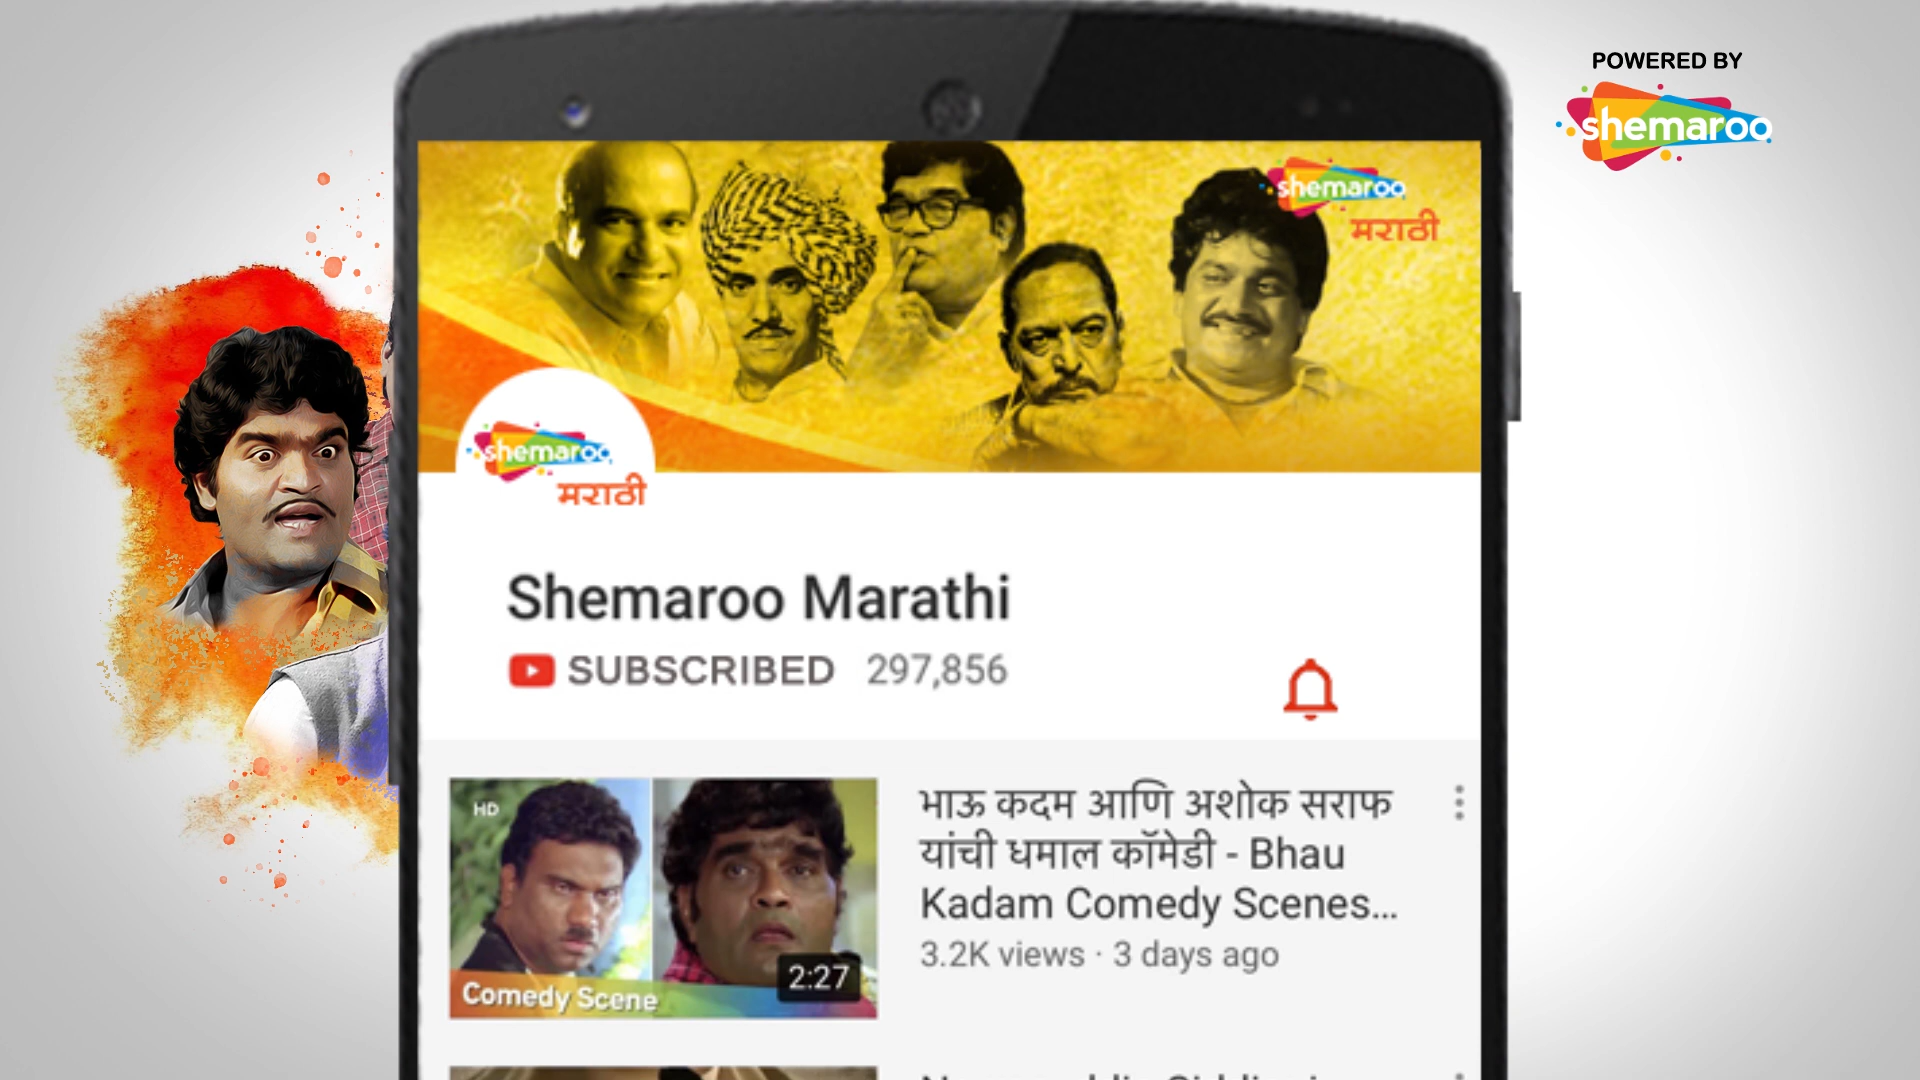 POWERED BY
shemaroo
shemaroo
मराठी
shemaroo
मराठी
Shemaroo Marathi
SUBSCRIBED 297,856
HD
Comedy Scene
2:27
भाऊ कदम आणि अशोक सराफ
यांची धमाल कॉमेडी - Bhau
Kadam Comedy Scenes...
3.2K views · 3 days ago